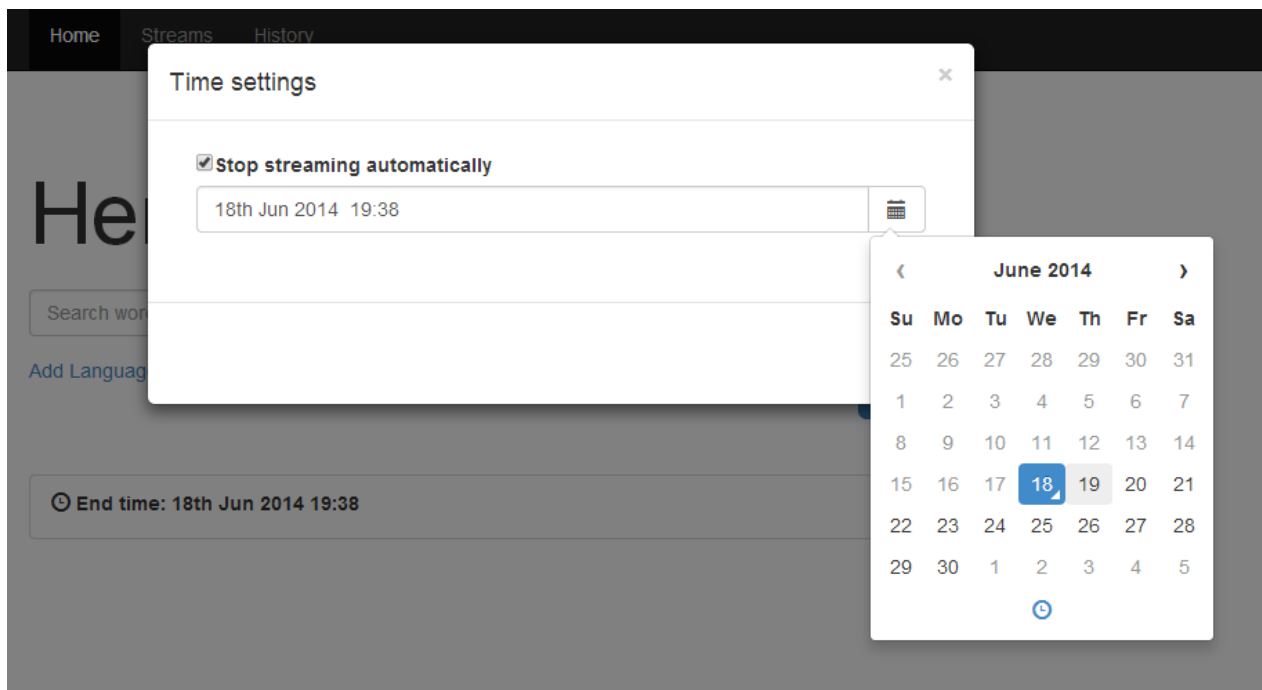 Home Streams History
Time settings ×
Stop streaming automatically
18th Jun 2014 19:38
Search
Add
End time: 18th Jun 2014 19:38
‹ June 2014 ›
Su Mo Tu We Th Fr Sa
25 26 27 28 29 30 31
1 2 3 4 5 6 7
8 9 10 11 12 13 14
15 16 17 18 19 20 21
22 23 24 25 26 27 28
29 30 1 2 3 4 5